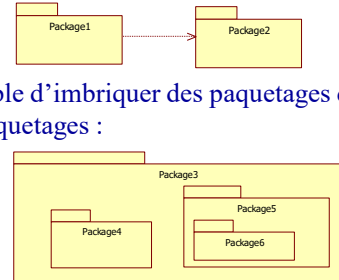 Package1
Package2
ble d'imbriquer des paquetages
quetages :
Package3
Package5
Package4
Package6